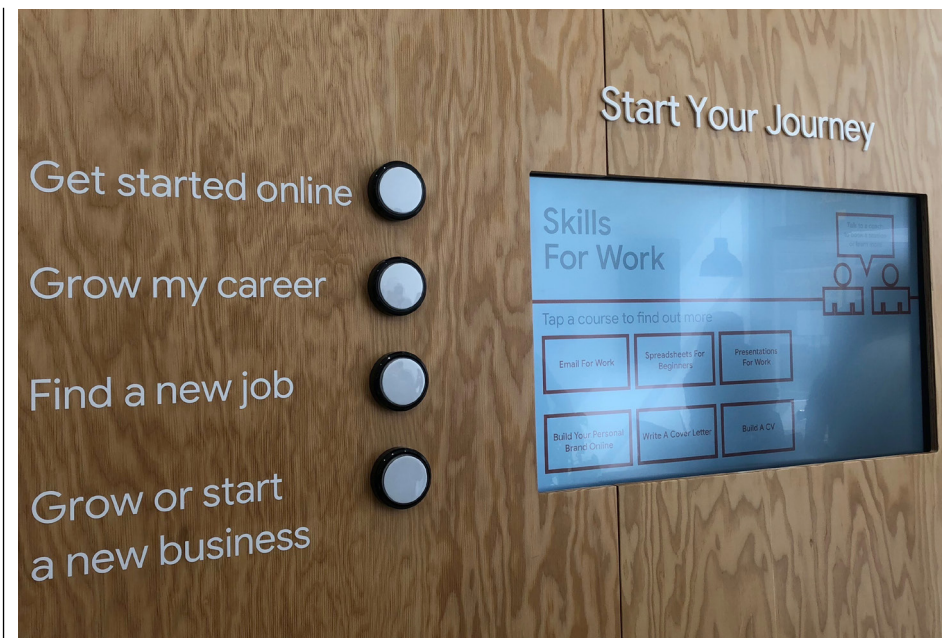 Start Your Journey
Get started online
Grow my career
Find a new job
Grow or start
a new business
Skills
For Work
Tap a course to find out more
Email For Work
Spreadsheets For
Beginners
Presentations
For Work
Build Your Personal
Brand Online
Write A Cover Letter
Build A CV